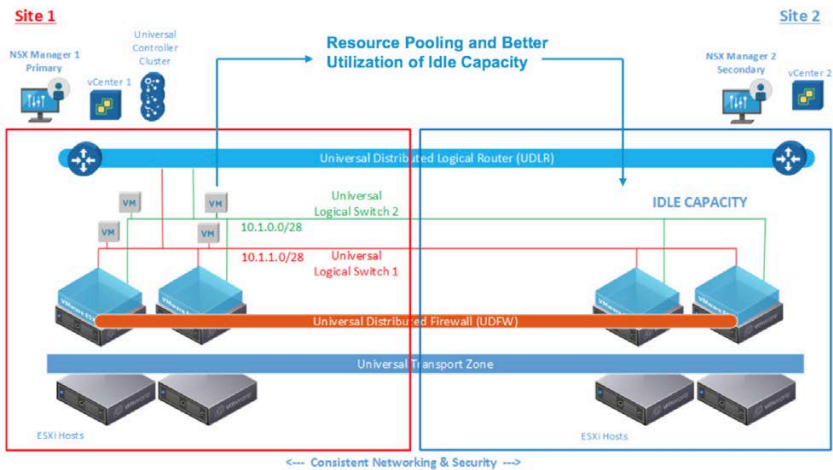 Site 1
Site 2
Universal
Controller
Cluster
NSX Manager 1
Primary
vCenter 1
Resource Pooling and Better
Utilization of Idle Capacity
NSX Manager 2
Secondary
vCenter 2
Universal Distributed Logical Router (UDLR)
VM
VM
Universal
Logical Switch 2
IDLE CAPACITY
VM
VM
10.1.0.0/28
10.1.1.0/28
Universal
Logical Switch 1
Universal Distributed Firewall (UDFW)
Universal Transport Zone
ESXi Hosts
ESXi Hosts
<--- Consistent Networking & Security --->